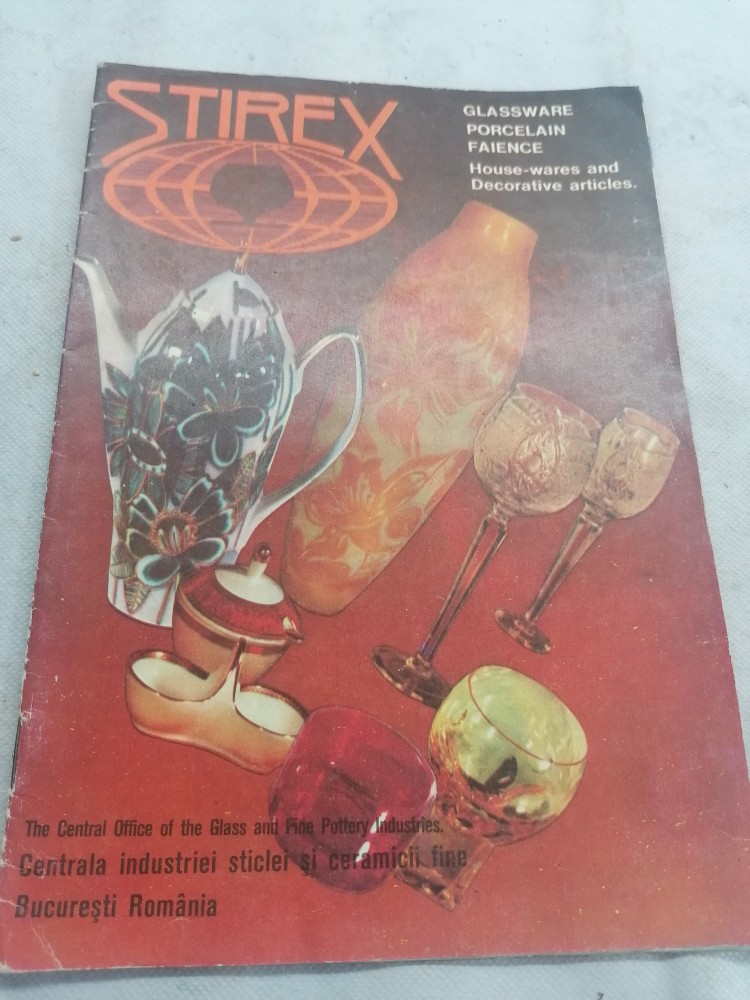 STIREX
GLASSWARE
PORCELAIN
FAIENCE
House-wares and
Decorative articles.
The Central Office of the Glass and Fine Pottery Industries.
Centrala industriei sticlei și ceramicii fine
București România